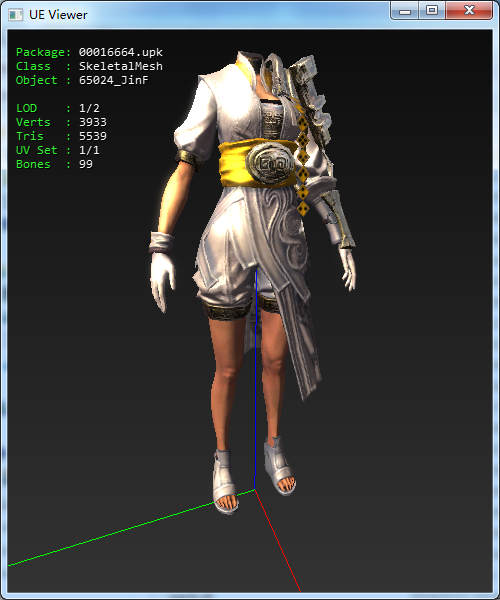 UE Viewer
Package: 00016664.upk
Class : SkeletalMesh
Object : 65024_JinF
LOD : 1/2
Verts : 3933
Tris : 5539
UV Set : 1/1
Bones : 99